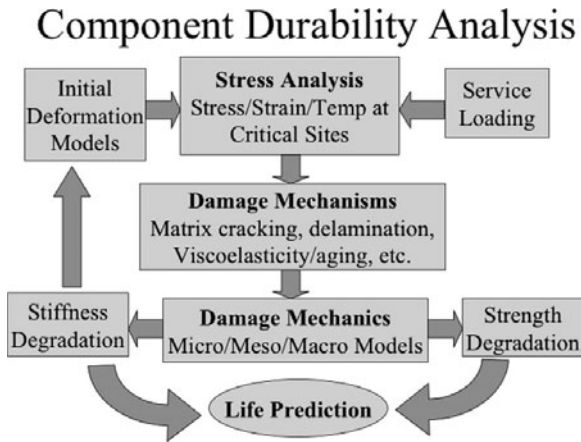 Component Durability Analysis
Initial
Deformation
Models
Stress Analysis
Stress/Strain/Temp at
Critical Sites
Service
Loading
Damage Mechanisms
Matrix cracking, delamination,
Viscoelasticity/aging, etc.
Stiffness
Degradation
Damage Mechanics
Micro/Meso/Macro Models
Strength
Degradation
Life Prediction